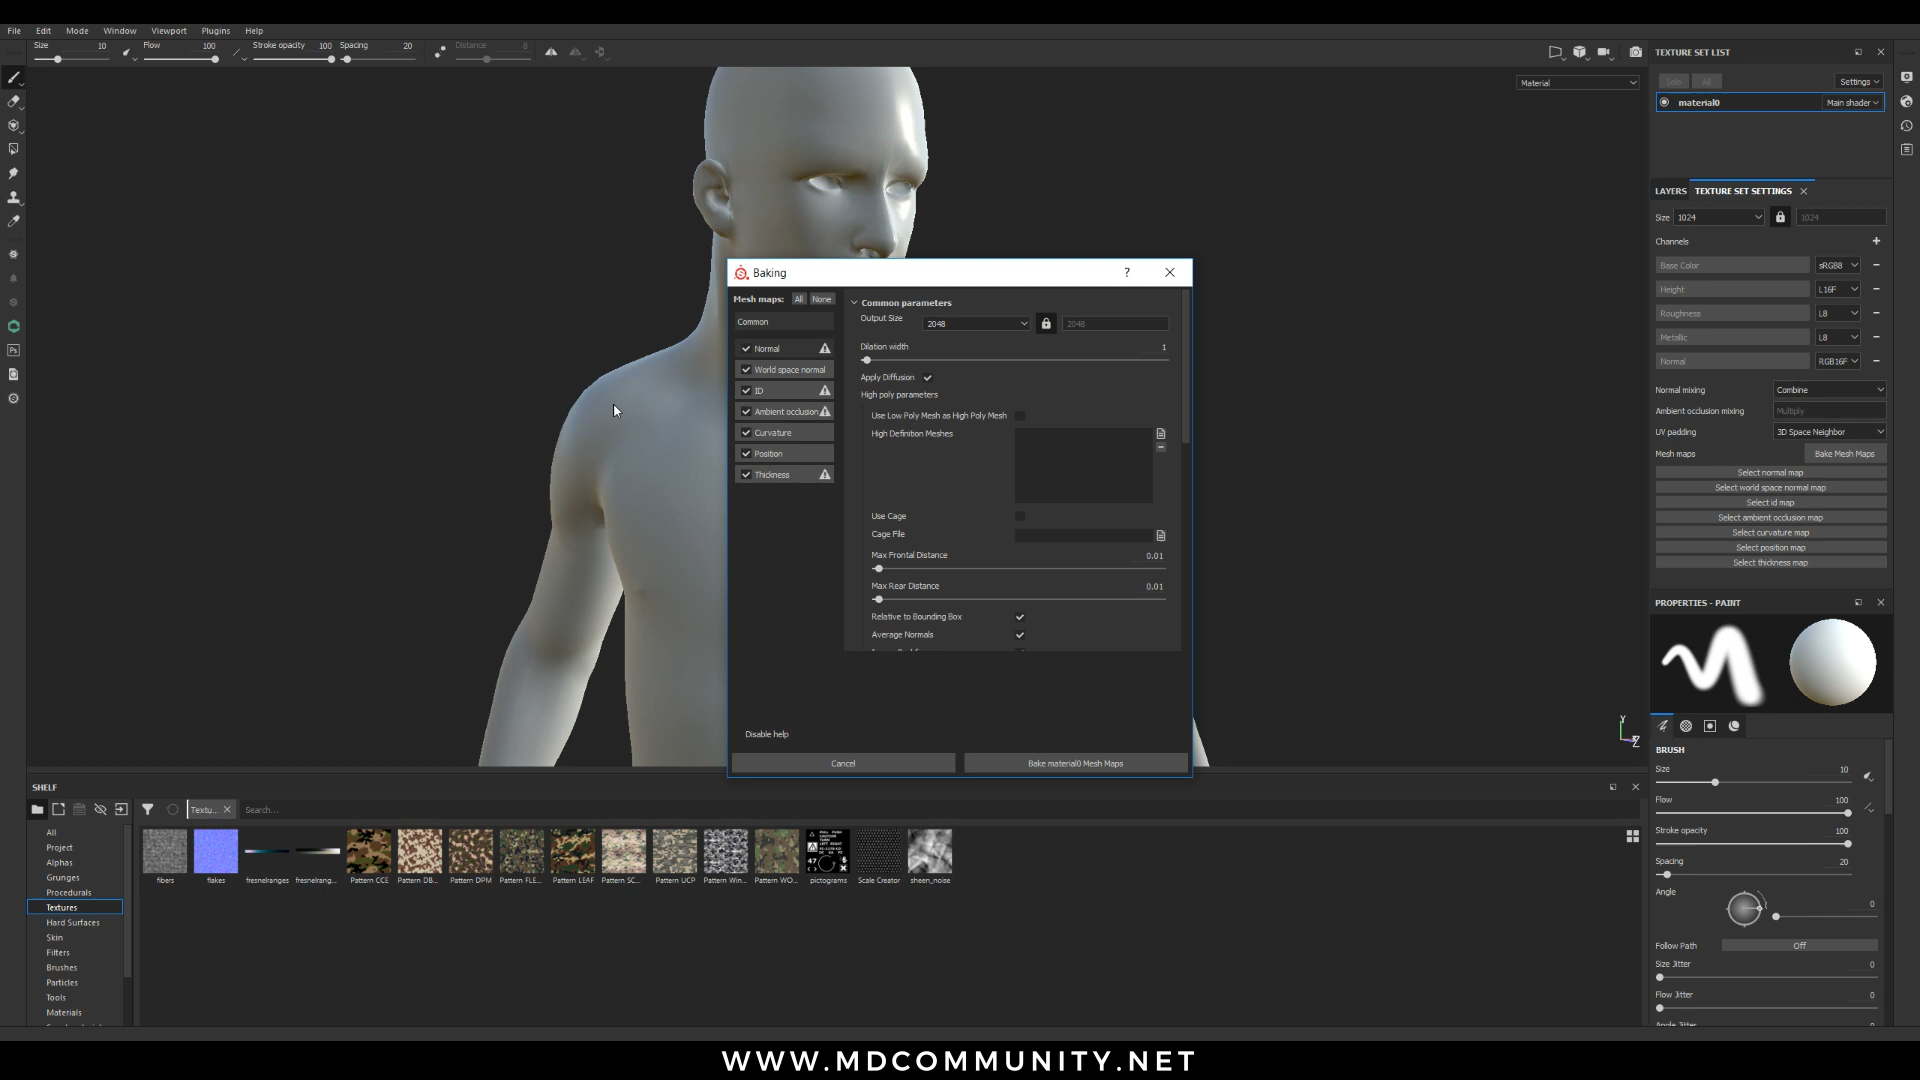 File Edit Mode Window Viewport Plugins Help
Size 10 Flow 100 Stroke opacity 100 Spacing 20 Distance 8
Material
TEXTURE SET LIST
Solo All Settings
material0 Main shader
LAYERS TEXTURE SET SETTINGS
Size 1024 1024
Channels
Base Color sRGB8
Height L16F
Roughness L8
Metallic L8
Normal RGB16F
Normal mixing Combine
Ambient occlusion mixing Multiply
UV padding 3D Space Neighbor
Mesh maps Bake Mesh Maps
Select normal map
Select world space normal map
Select id map
Select ambient occlusion map
Select curvature map
Select position map
Select thickness map
Baking ?
Mesh maps: All None
Common
Normal
World space normal
ID
Ambient occlusion
Curvature
Position
Thickness
Common parameters
Output Size 2048 2048
Dilation width 1
Apply Diffusion
High poly parameters
Use Low Poly Mesh as High Poly Mesh
High Definition Meshes
Use Cage
Cage File
Max Frontal Distance 0.01
Max Rear Distance 0.01
Relative to Bounding Box
Average Normals
Disable help
Cancel Bake material0 Mesh Maps
Y
Z
PROPERTIES - PAINT
BRUSH
Size 10
Flow 100
Stroke opacity 100
Spacing 20
Angle 0
Follow Path Off
Size Jitter 0
Flow Jitter 0
Angle Jitter
SHELF
Textu... Search...
All
Project
Alphas
Grunges
Procedurals
Textures
Hard Surfaces
Skin
Filters
Brushes
Particles
Tools
Materials
fibers flakes fresnelranges fresnelrang... Pattern CCE Pattern DB... Pattern DPM Pattern FLE... Pattern LEAF Pattern SC... Pattern UCP Pattern Win... Pattern WO... pictograms Scale Creator sheen_noise
WWW.MDCOMMUNITY.NET